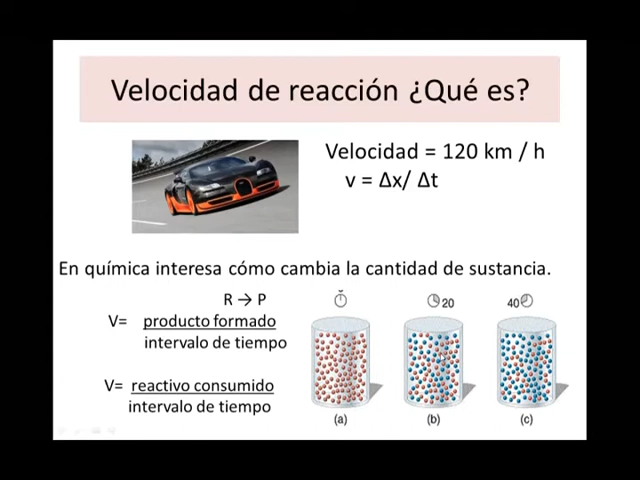 Velocidad de reacción ¿Qué es?
Velocidad = 120 km / h
v = Δx/ Δt
En química interesa cómo cambia la cantidad de sustancia.
R → P
V= producto formado
intervalo de tiempo
V= reactivo consumido
intervalo de tiempo
20
40
(a)
(b)
(c)